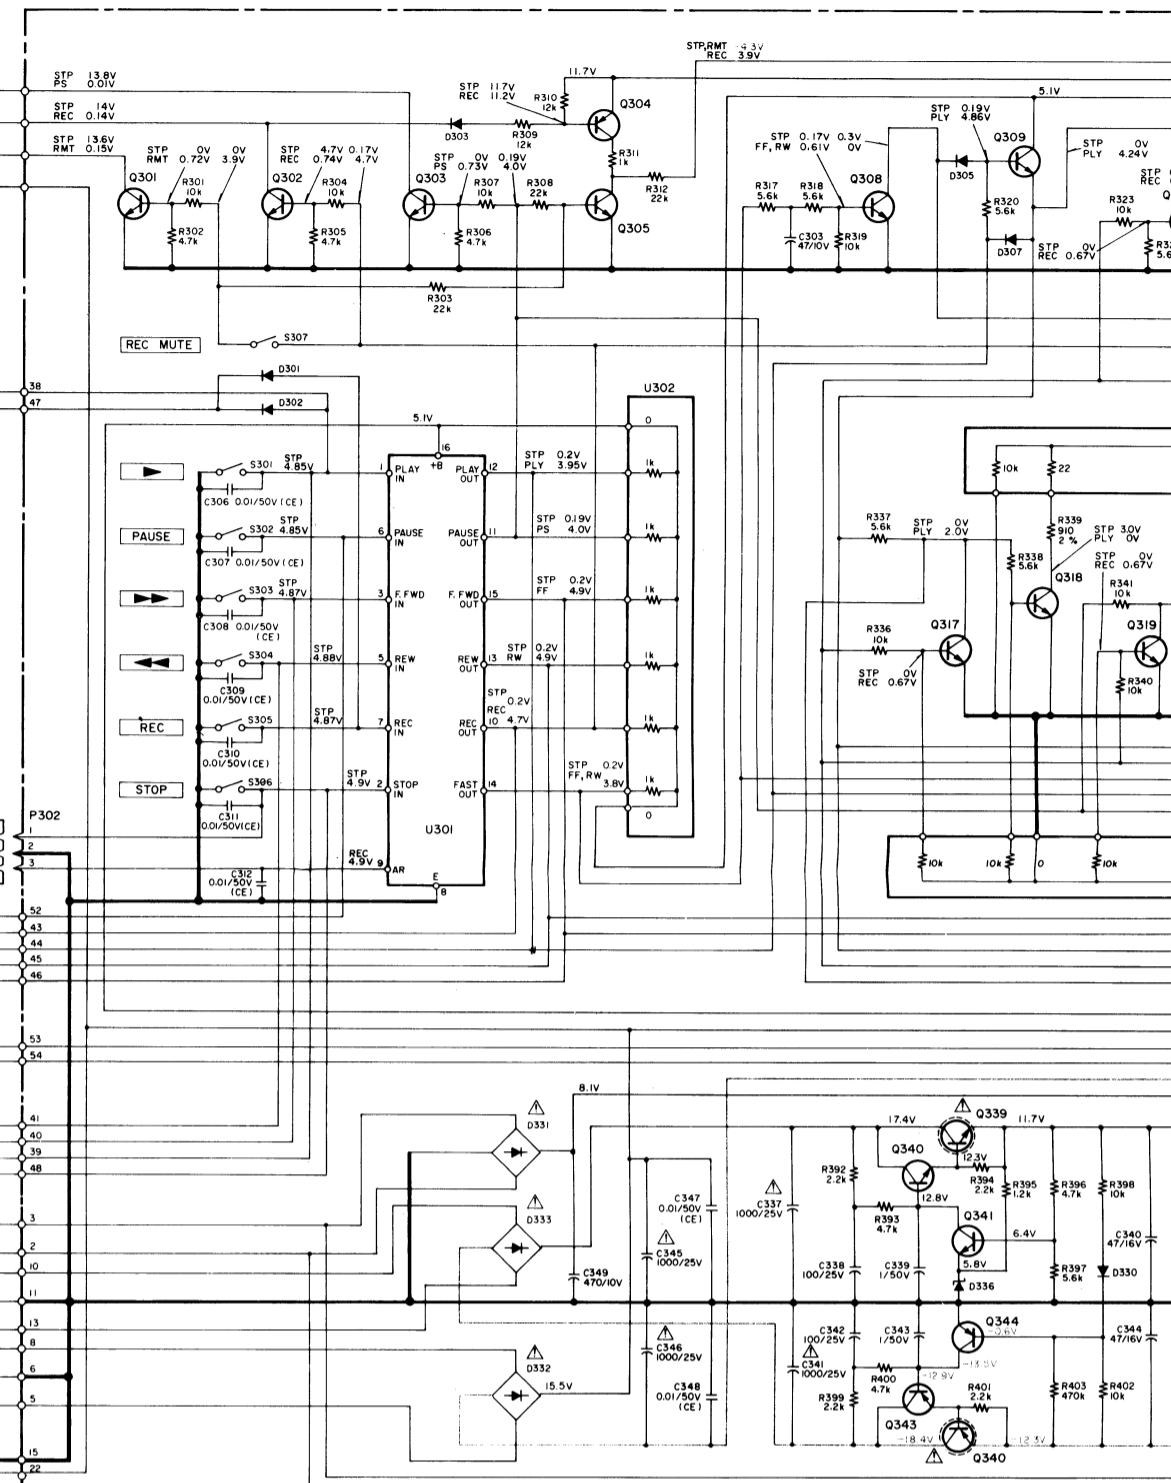 STP,RMT -4.3V
REC 3.9V
STP 13.8V
PS 0.01V
STP 14V
REC 0.14V
STP 13.6V
RMT 0.15V
11.7V
STP 11.7V
REC 11.2V
R310
12k
Q304
D303
R309
12k
R311
1k
5.1V
STP 0.19V
PLY 4.86V
Q309
STP 0.17V 0.3V
FF, RW 0.61V 0V
Q308
STP 0V
PLY 4.24V
D305
STP 0V 0V
RMT 0.72V 3.9V
Q301
R301
10k
R302
4.7k
STP 4.7V 0.17V
REC 0.74V 4.7V
Q302
R304
10k
R305
4.7k
STP 0V 0.19V
PS 0.73V 4.0V
Q303
R307
10k
R308
22k
R306
4.7k
R312
22k
Q305
R317
5.6k
R318
5.6k
C303
47/10V
R319
10k
R320
5.6k
D307
STP 0V
REC 0.67V
R323
10k
STP
REC
R303
22k
REC MUTE
S307
D301
D302
38
47
U302
0
5.1V
16
+B
S301
STP
4.85V
1
PLAY
IN
PLAY
OUT
12
STP 0.2V
PLY 3.95V
1k
C306 0.01/50V (CE)
PAUSE
S302
STP
4.85V
6
PAUSE
IN
PAUSE
OUT
11
STP 0.19V
PS 4.0V
1k
C307 0.01/50V (CE)
S303
STP
4.87V
3
F.FWD
IN
F.FWD
OUT
15
STP 0.2V
FF 4.9V
1k
C308 0.01/50V
(CE)
S304
STP
4.88V
5
REW
IN
REW
OUT
13
STP 0.2V
RW 4.9V
1k
C309
0.01/50V(CE)
REC
S305
STP
4.87V
7
REC
IN
REC
OUT
10
STP 0.2V
REC 4.7V
1k
C310
0.01/50V(CE)
STOP
S306
STP
4.9V
2
STOP
IN
FAST
OUT
14
STP 0.2V
FF, RW
3.8V
1k
0
C311
0.01/50V(CE)
U301
REC
4.9V
9
AR
E
8
C312
0.01/50V
(CE)
P302
1
2
3
10k
22
R337
5.6k
STP 0V
PLY 2.0V
R339
910
2 %
STP 3.0V
PLY 0V
R338
5.6k
Q318
STP 0V
REC 0.67V
R341
10k
R336
10k
Q317
STP 0V
REC 0.67V
Q319
R340
10k
10k
10k
0
10k
52
43
44
45
46
53
54
41
40
39
48
3
2
10
11
13
8
6
5
15
22
8.1V
D331
D333
D332
15.5V
C349
470/10V
C345
1000/25V
C346
1000/25V
C347
0.01/50V
(CE)
C348
0.01/50V
(CE)
C337
1000/25V
C341
1000/25V
17.4V
Q339
11.7V
Q340
12.3V
R392
2.2k
12.8V
R394
2.2k
R395
1.2k
R396
4.7k
R398
10k
R393
4.7k
Q341
6.4V
5.8V
C338
100/25V
C339
1/50V
D336
R397
5.6k
D330
C340
47/16V
C342
100/25V
C343
1/50V
Q344
-0.6V
-13.5V
C344
47/16V
R400
4.7k
-12.9V
R399
2.2k
R401
2.2k
R403
470k
R402
10k
Q343
-18.4V
-12.3V
Q340